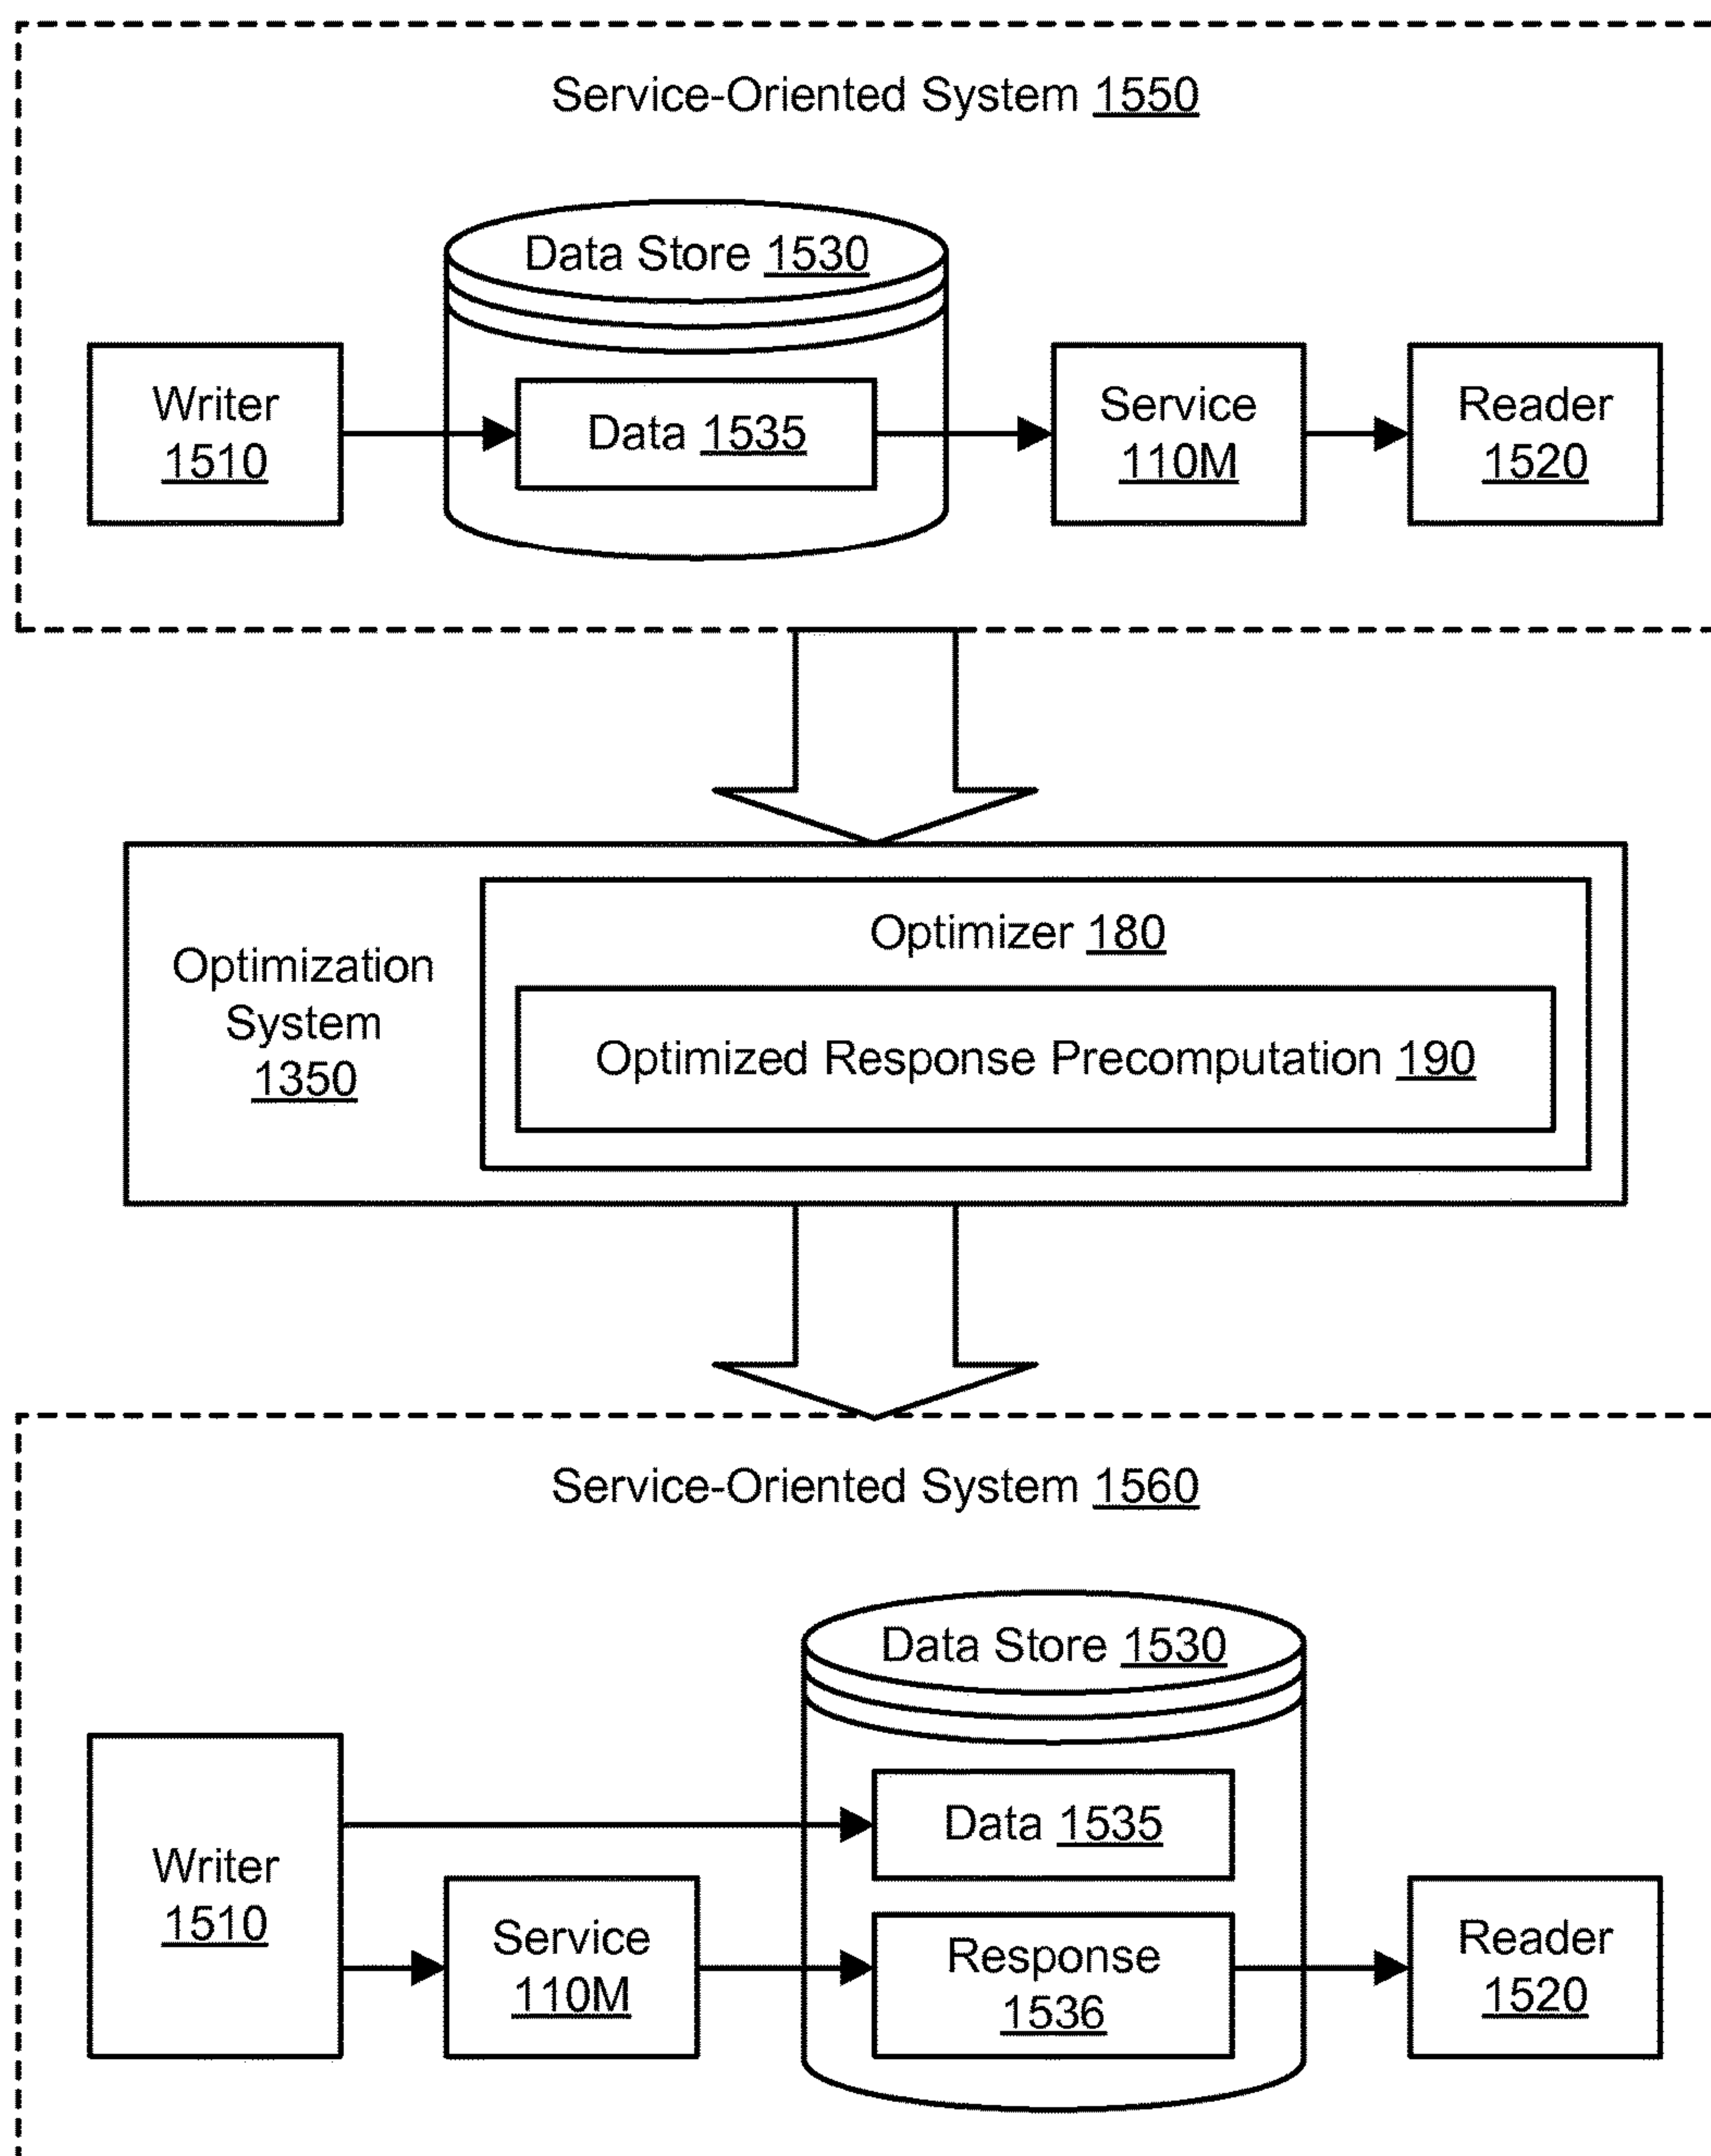 Service-Oriented System 1550
Data Store 1530
Writer
1510
Data 1535
Service
110M
Reader
1520
Optimization
System
1350
Optimizer 180
Optimized Response Precomputation 190
Service-Oriented System 1560
Data Store 1530
Writer
1510
Data 1535
Service
110M
Response
1536
Reader
1520